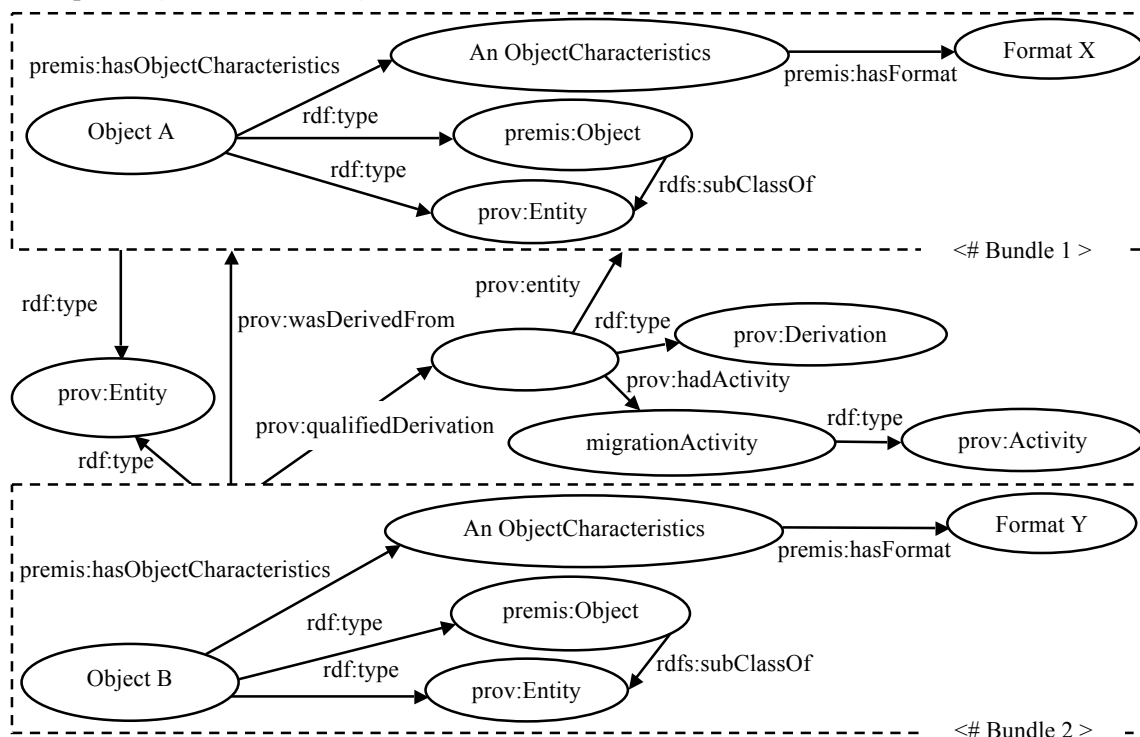 An ObjectCharacteristics
Format X
premis:hasObjectCharacteristics
premis:hasFormat
Object A
rdf:type
premis:Object
rdf:type
rdfs:subClassOf
prov:Entity
<# Bundle 1 >
rdf:type
prov:wasDerivedFrom
prov:entity
rdf:type
prov:Derivation
prov:Entity
prov:hadActivity
prov:qualifiedDerivation
rdf:type
migrationActivity
prov:Activity
rdf:type
An ObjectCharacteristics
Format Y
premis:hasObjectCharacteristics
premis:hasFormat
premis:Object
rdf:type
rdf:type
rdfs:subClassOf
Object B
prov:Entity
<# Bundle 2 >